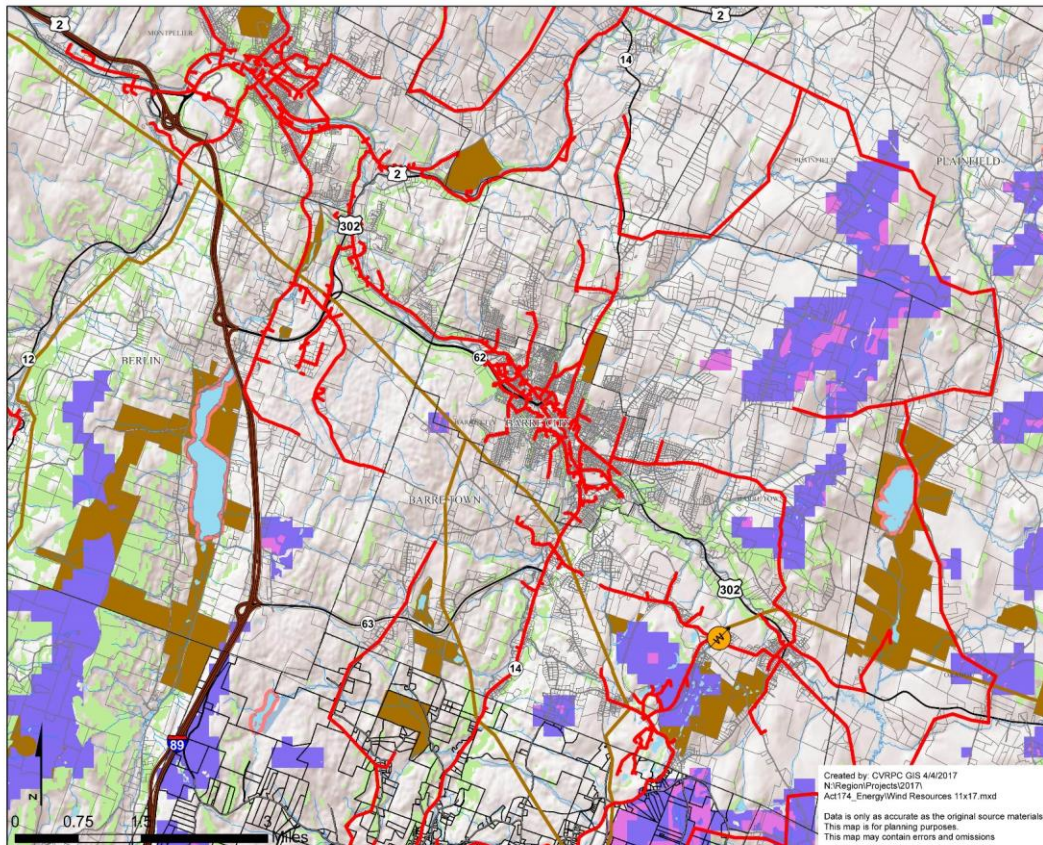 2
2
MONTPELIER
14
2
PLAINFIELD
PLAINFIELD
302
12
BERLIN
62
BARRE CITY
BARRE TOWN
BARRE TOWN
302
63
14
W
89
N
0 0.75 1.5 3
Miles
Created by: CVRPC GIS 4/4/2017
N:\Region\Projects\2017\
Act174_Energy\Wind Resources 11x17.mxd
Data is only as accurate as the original source materials
This map is for planning purposes.
This map may contain errors and omissions